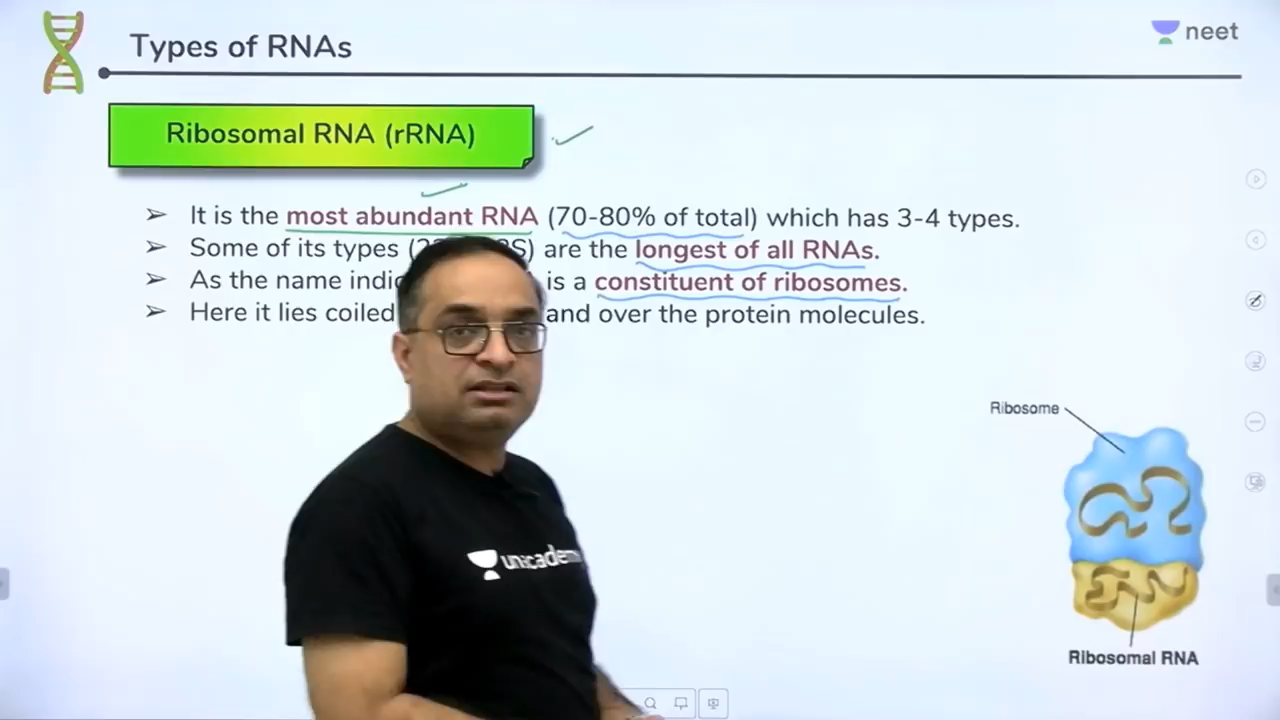 Types of RNAs
neet
Ribosomal RNA (rRNA)
➢ It is the most abundant RNA (70-80% of total) which has 3-4 types.
➢ Some of its types ( S) are the longest of all RNAs.
➢ As the name is a constituent of ribosomes.
➢ Here it lies coiled and over the protein molecules.
Ribosome
unacademy
Ribosomal RNA